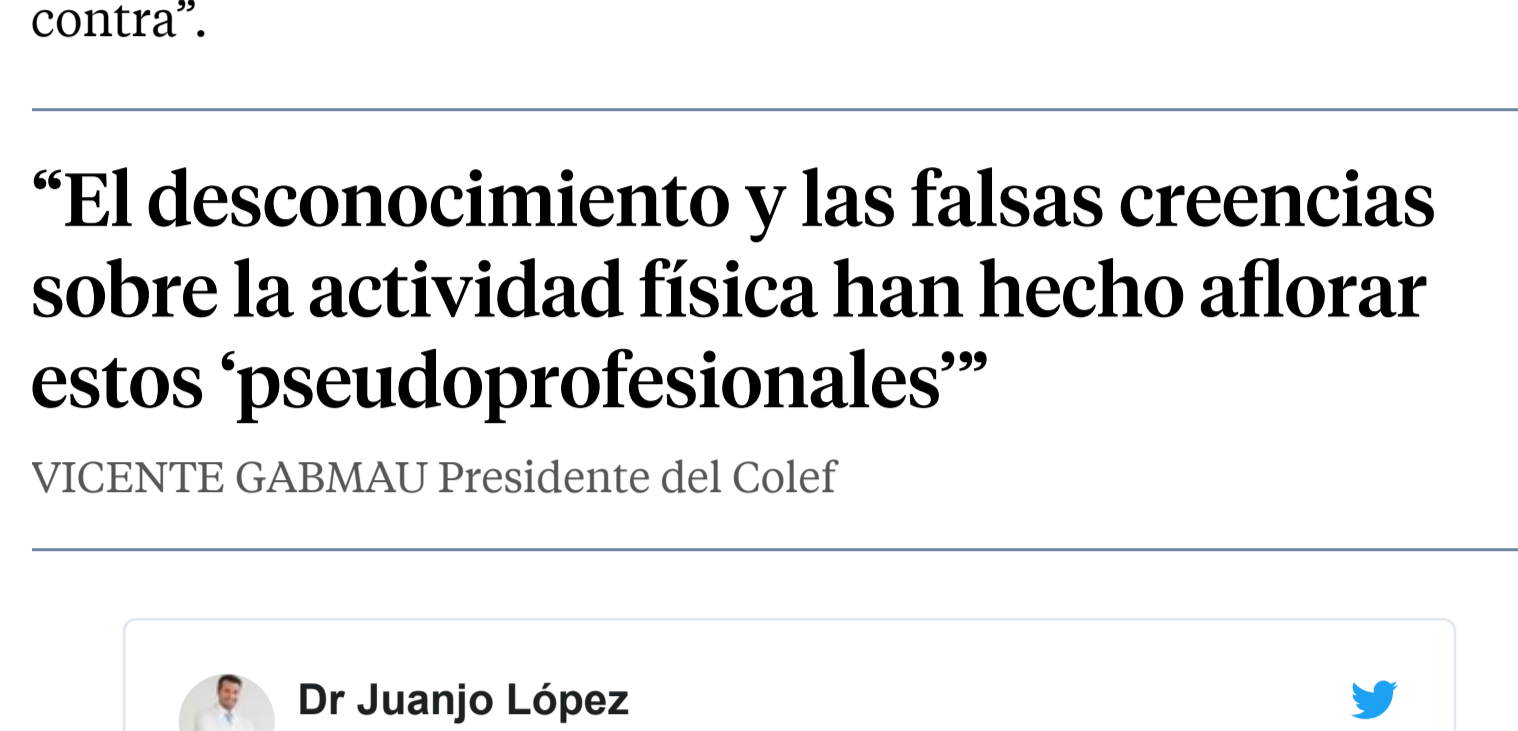 contra”.
“El desconocimiento y las falsas creencias
sobre la actividad física han hecho aflorar
estos ‘pseudoprofesionales’”
VICENTE GABMAU Presidente del Colef
Dr Juanjo López